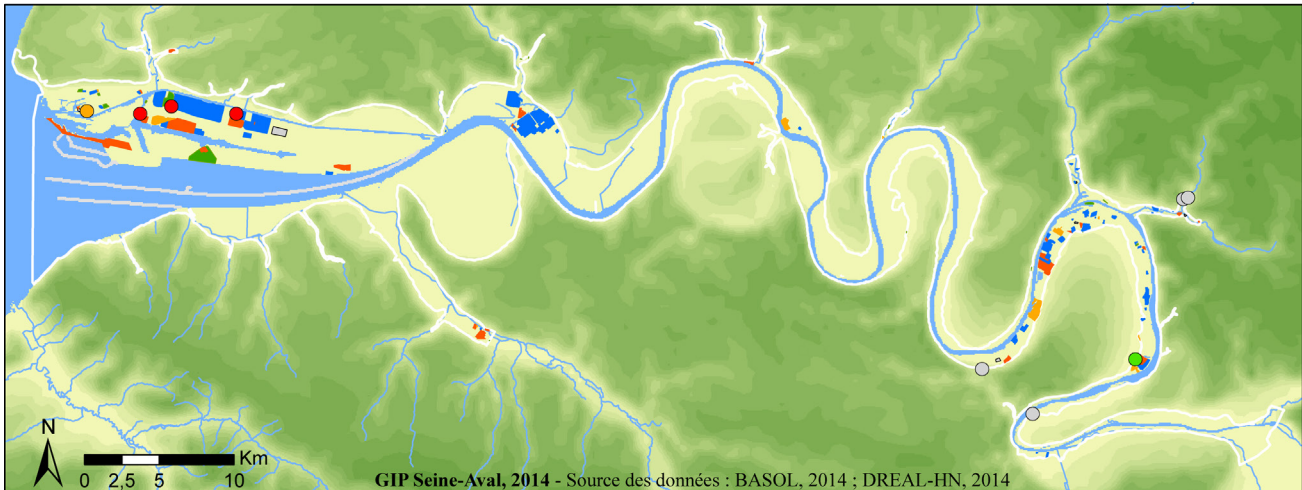 N
Km
0 2,5 5 10
GIP Seine-Aval, 2014 - Source des données : BASOL, 2014 ; DREAL-HN, 2014